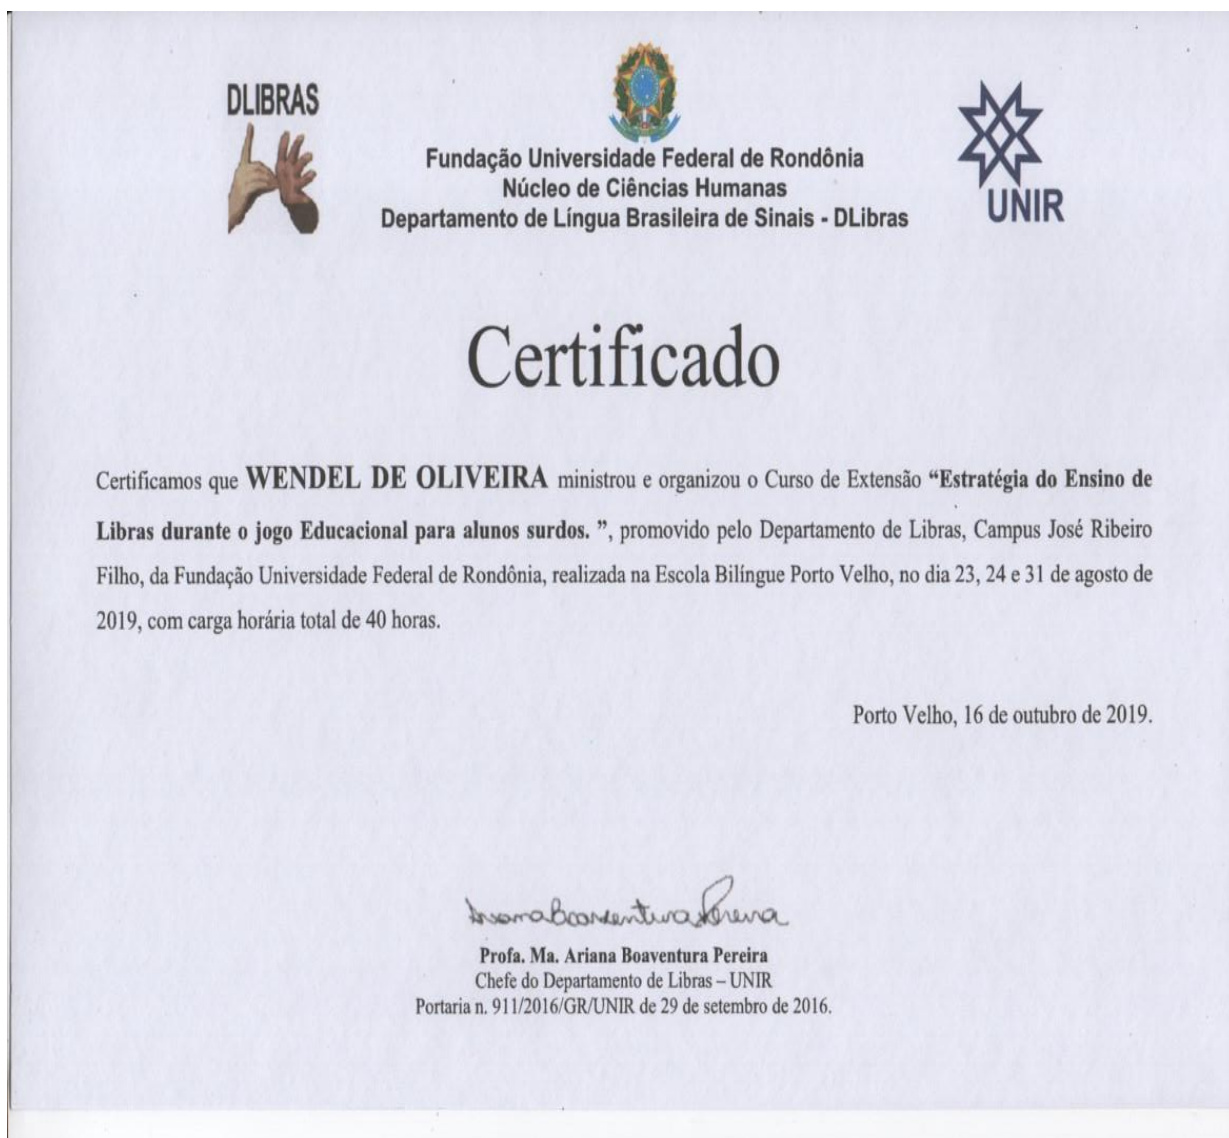 DLIBRAS
Fundação Universidade Federal de Rondônia
Núcleo de Ciências Humanas
Departamento de Língua Brasileira de Sinais - DLibras
UNIR
Certificado
Certificamos que WENDEL DE OLIVEIRA ministrou e organizou o Curso de Extensão “Estratégia do Ensino de
Libras durante o jogo Educacional para alunos surdos. ”, promovido pelo Departamento de Libras, Campus José Ribeiro
Filho, da Fundação Universidade Federal de Rondônia, realizada na Escola Bilíngue Porto Velho, no dia 23, 24 e 31 de agosto de
2019, com carga horária total de 40 horas.
Porto Velho, 16 de outubro de 2019.
Ariana Boaventura Pereira
Profa. Ma. Ariana Boaventura Pereira
Chefe do Departamento de Libras – UNIR
Portaria n. 911/2016/GR/UNIR de 29 de setembro de 2016.